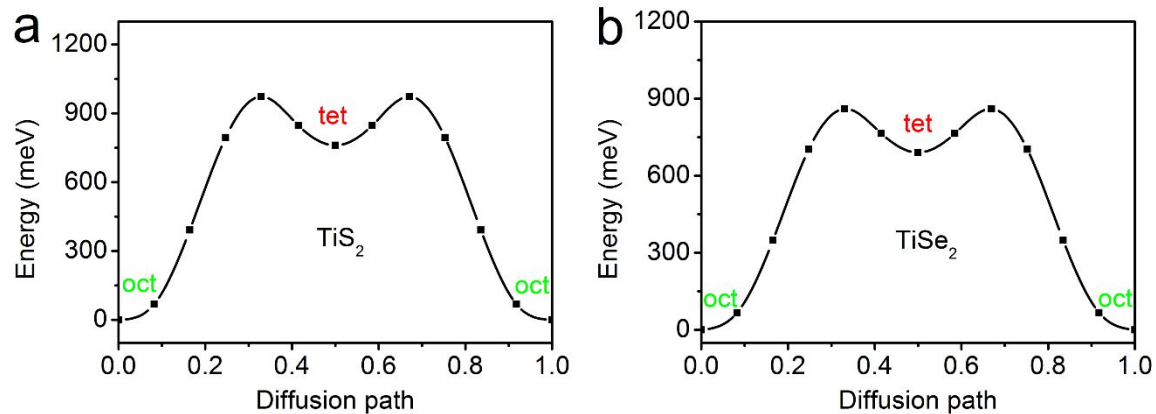 a
1200
900
600
300
0
Energy (meV)
oct
tet
oct
TiS₂
0.0 0.2 0.4 0.6 0.8 1.0
Diffusion path
b
1200
900
600
300
0
Energy (meV)
oct
tet
oct
TiSe₂
0.0 0.2 0.4 0.6 0.8 1.0
Diffusion path